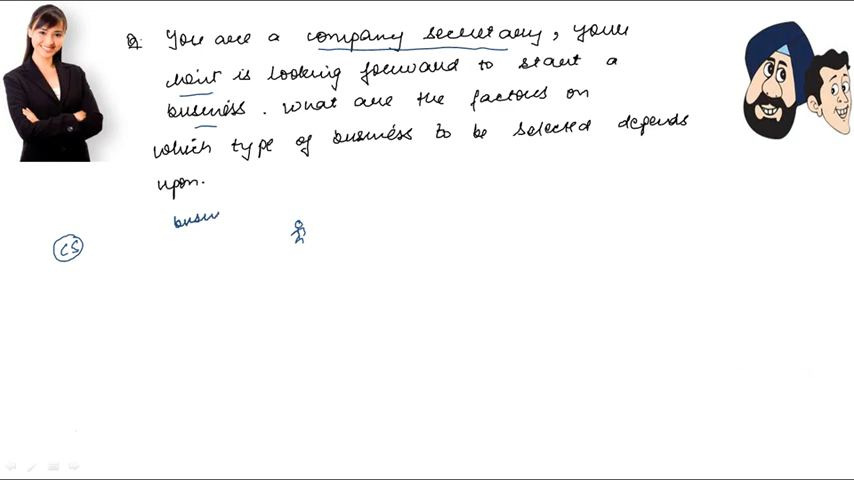 Q. You are a company secretary, your
client is looking forward to start a
business. What are the factors on
which type of business to be selected depends
upon.
busin
CS